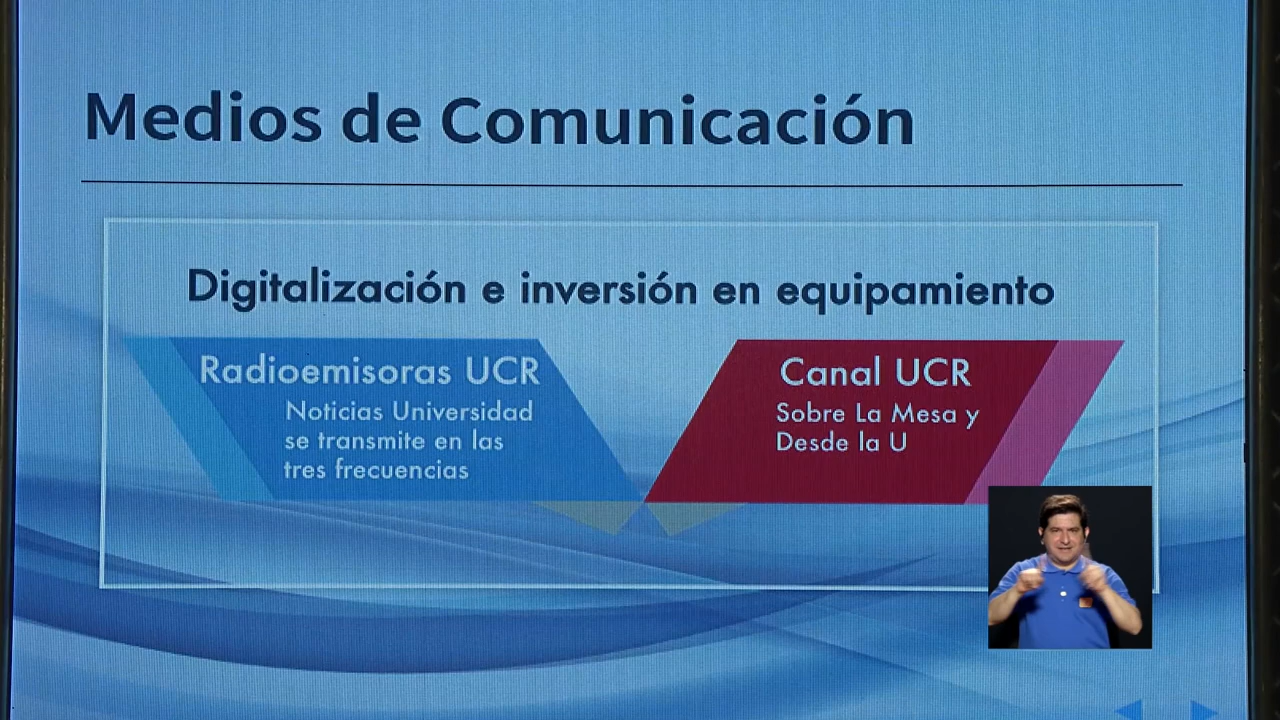 Medios de Comunicación
Digitalización e inversión en equipamiento
Radioemisoras UCR
Noticias Universidad
se transmite en las
tres frecuencias
Canal UCR
Sobre La Mesa y
Desde la U